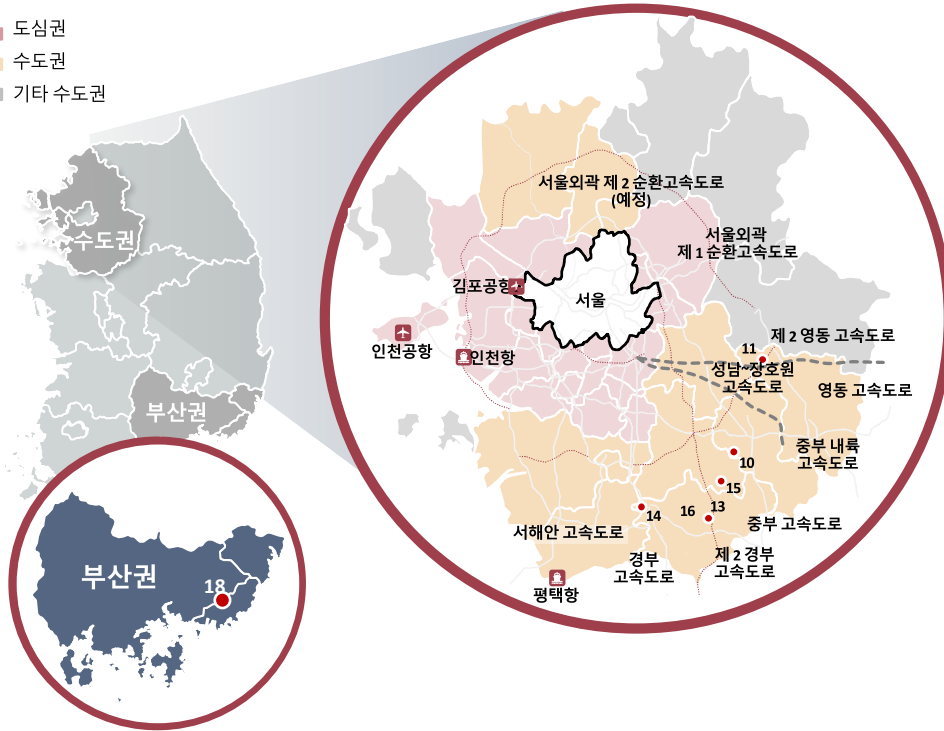 도심권
수도권
기타 수도권
수도권
부산권
서울외곽 제 2 순환고속도로
(예정)
서울외곽
제 1 순환고속도로
김포공항
서울
인천공항
인천항
제 2 영동 고속도로
11
성남~장호원
고속도로
영동 고속도로
중부 내륙
고속도로
10
15
13
16
14
중부 고속도로
서해안 고속도로
경부
고속도로
제 2 경부
고속도로
평택항
부산권
18